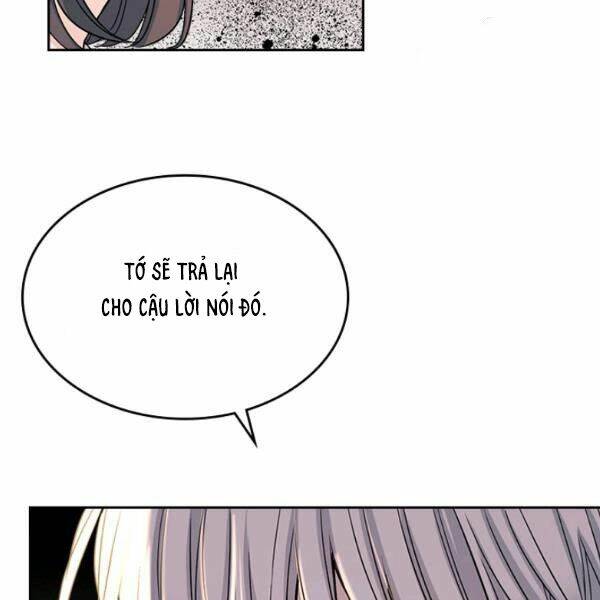 TỚ SẼ TRẢ LẠI
CHO CẬU LỜI NÓI ĐÓ.